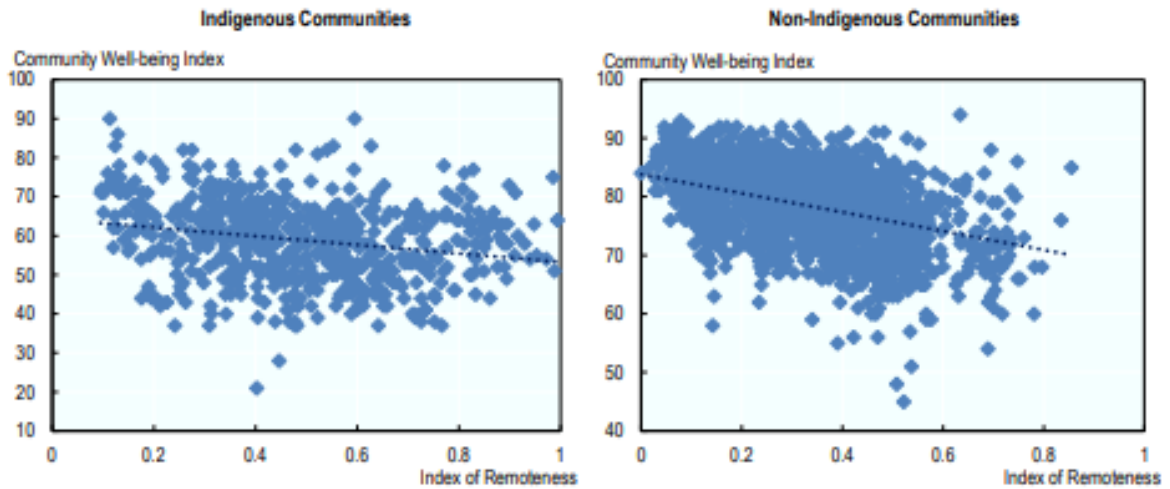 Indigenous Communities
Community Well-being Index
100
90
80
70
60
50
40
30
20
10
0 0.2 0.4 0.6 0.8 1
Index of Remoteness
Non-Indigenous Communities
Community Well-being Index
100
90
80
70
60
50
40
0 0.2 0.4 0.6 0.8 1
Index of Remoteness